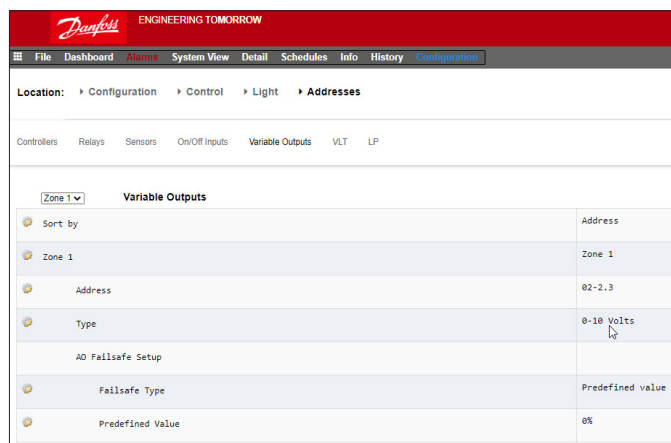 Danfoss ENGINEERING TOMORROW
File Dashboard Alarms System View Detail Schedules Info History Configuration
Location: Configuration Control Light Addresses
Controllers Relays Sensors On/Off Inputs Variable Outputs VLT LP
Zone 1 Variable Outputs
Sort by Address
Zone 1 Zone 1
Address 02-2.3
Type 0-10 Volts
AO Failsafe Setup
Failsafe Type Predefined value
Predefined Value 0%